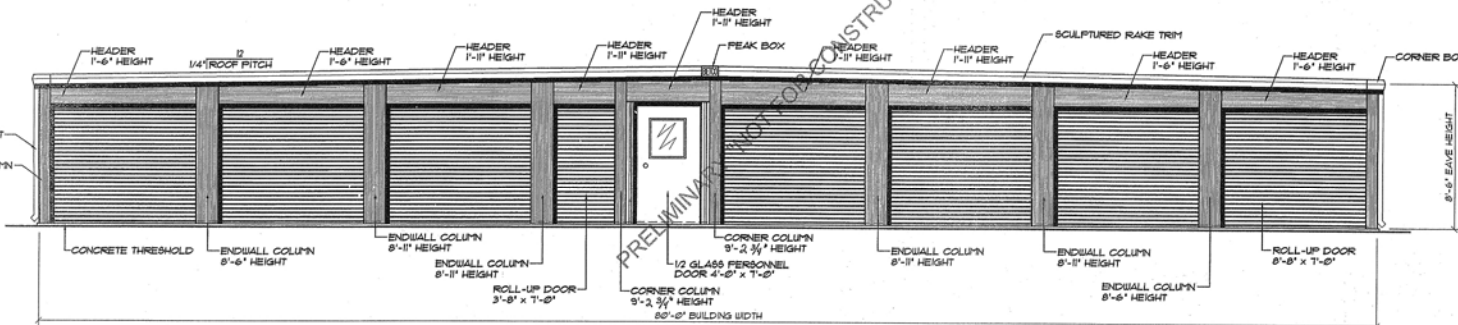 HEADER
1'-11" HEIGHT
HEADER
1'-6" HEIGHT
12
1/4" ROOF PITCH
HEADER
1'-6" HEIGHT
HEADER
1'-11" HEIGHT
HEADER
1'-11" HEIGHT
PEAK BOX
HEADER
1'-11" HEIGHT
HEADER
1'-11" HEIGHT
SCULPTURED RAKE TRIM
HEADER
1'-6" HEIGHT
HEADER
1'-6" HEIGHT
CORNER BO
8'-6" EAVE HEIGHT
PRELIMINARY "NOT FOR CONSTRU
CONCRETE THRESHOLD
ENDWALL COLUMN
8'-6" HEIGHT
ENDWALL COLUMN
8'-11" HEIGHT
ENDWALL COLUMN
8'-11" HEIGHT
ROLL-UP DOOR
3'-8" x 7'-0"
CORNER COLUMN
9'-2 3/4" HEIGHT
1/2 GLASS PERSONNEL
DOOR 4'-0" x 7'-0"
CORNER COLUMN
9'-2 3/4" HEIGHT
ENDWALL COLUMN
8'-11" HEIGHT
ENDWALL COLUMN
8'-11" HEIGHT
ENDWALL COLUMN
8'-6" HEIGHT
ROLL-UP DOOR
8'-8" x 7'-0"
80'-0" BUILDING WIDTH